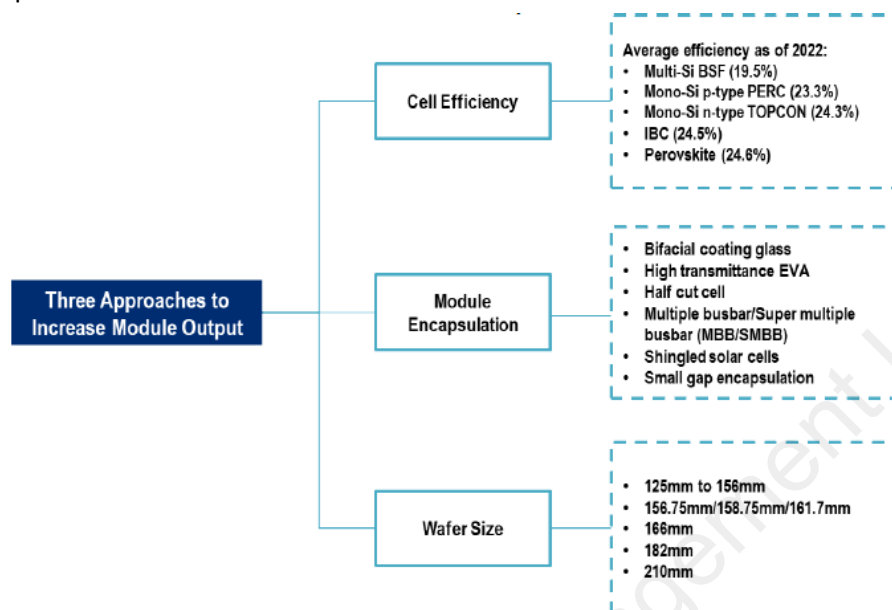 Average efficiency as of 2022:
• Multi-Si BSF (19.5%)
• Mono-Si p-type PERC (23.3%)
• Mono-Si n-type TOPCON (24.3%)
• IBC (24.5%)
• Perovskite (24.6%)
Cell Efficiency
Three Approaches to
Increase Module Output
Module
Encapsulation
• Bifacial coating glass
• High transmittance EVA
• Half cut cell
• Multiple busbar/Super multiple
busbar (MBB/SMBB)
• Shingled solar cells
• Small gap encapsulation
Wafer Size
• 125mm to 156mm
• 156.75mm/158.75mm/161.7mm
• 166mm
• 182mm
• 210mm